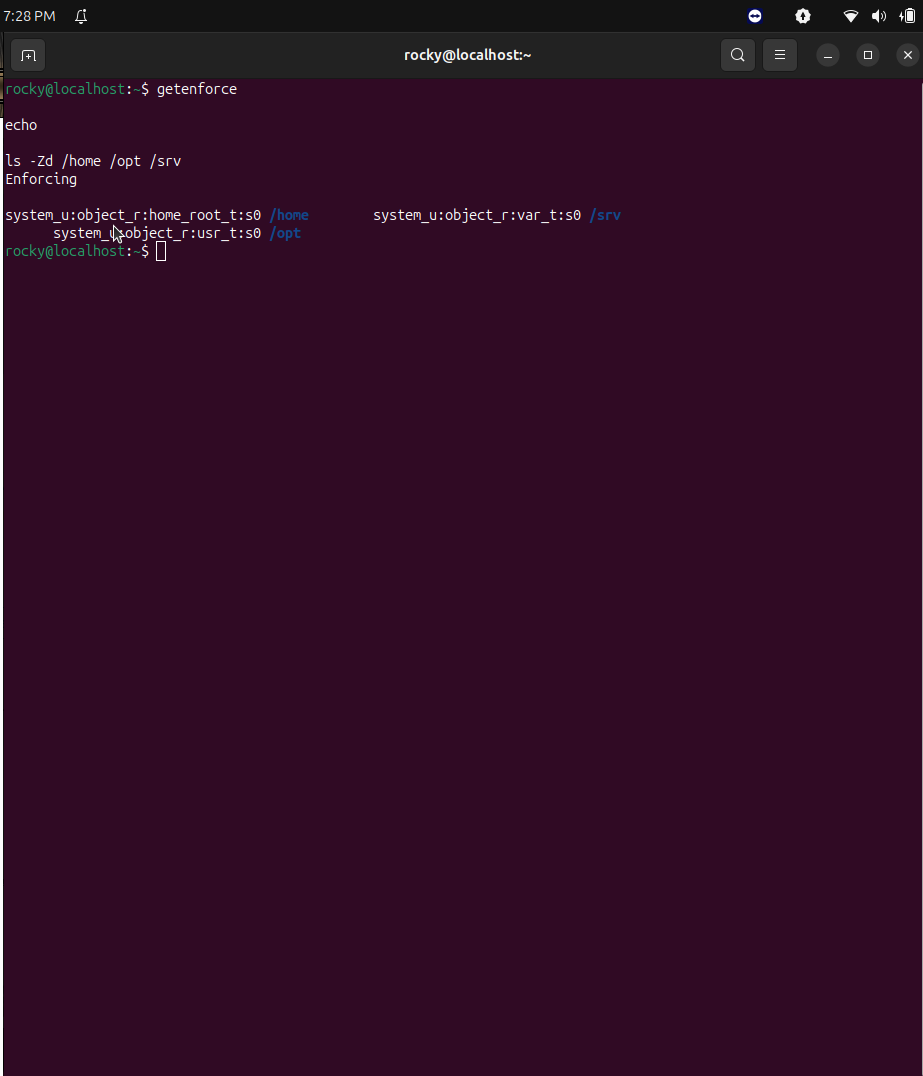 7:28 PM
rocky@localhost:~
rocky@localhost:~$ getenforce
echo
ls -Zd /home /opt /srv
Enforcing
system_u:object_r:home_root_t:s0 /home        system_u:object_r:var_t:s0 /srv
      system_u:object_r:usr_t:s0 /opt
rocky@localhost:~$